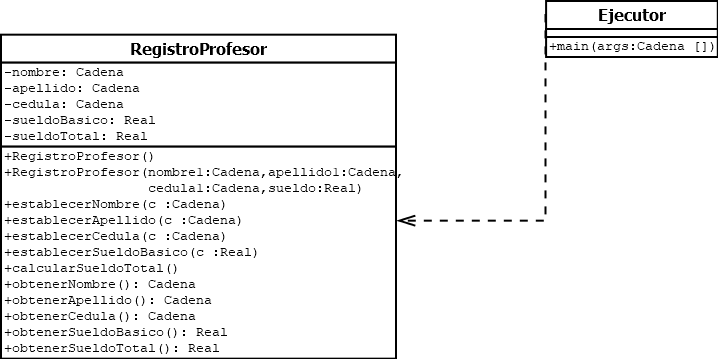 Ejecutor
+main(args:Cadena [])
RegistroProfesor
-nombre: Cadena
-apellido: Cadena
-cedula: Cadena
-sueldoBasico: Real
-sueldoTotal: Real
+RegistroProfesor()
+RegistroProfesor(nombre1:Cadena,apellido1:Cadena,
cedula1:Cadena,sueldo:Real)
+establecerNombre(c :Cadena)
+establecerApellido(c :Cadena)
+establecerCedula(c :Cadena)
+establecerSueldoBasico(c :Real)
+calcularSueldoTotal()
+obtenerNombre(): Cadena
+obtenerApellido(): Cadena
+obtenerCedula(): Cadena
+obtenerSueldoBasico(): Real
+obtenerSueldoTotal(): Real